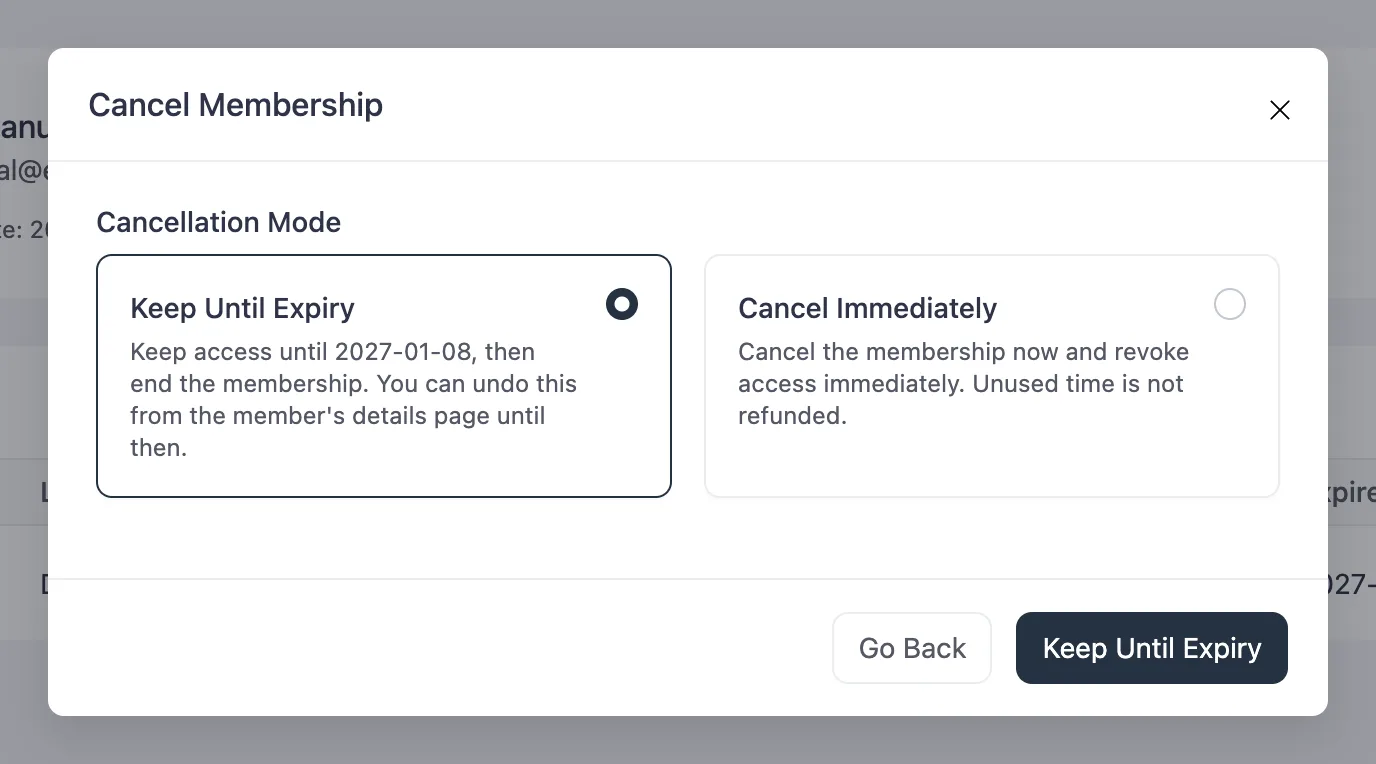 Cancel Membership
Cancellation Mode
Keep Until Expiry
Keep access until 2027-01-08, then
end the membership. You can undo this
from the member's details page until
then.
Cancel Immediately
Cancel the membership now and revoke
access immediately. Unused time is not
refunded.
Go Back
Keep Until Expiry